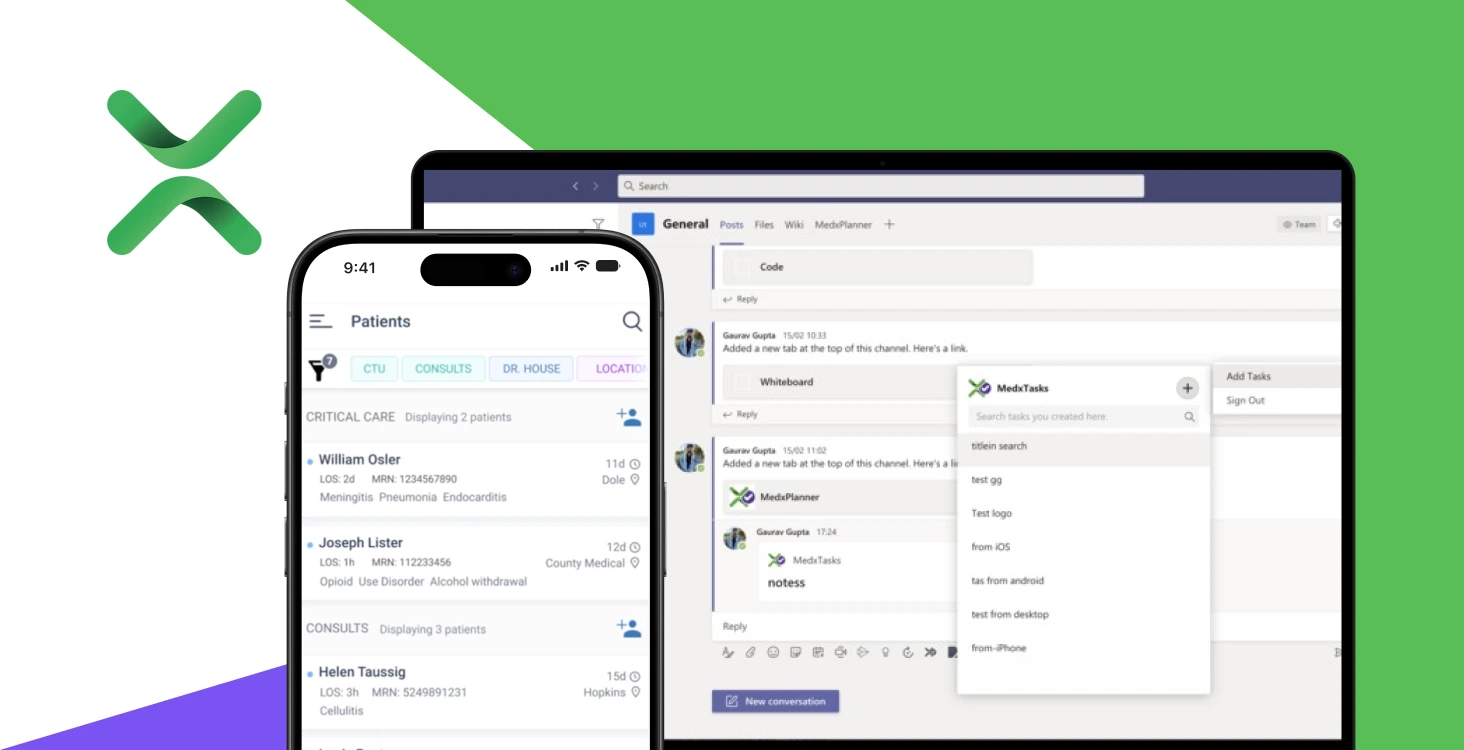 9:41
Patients
7
CTU CONSULTS DR. HOUSE LOCATION
CRITICAL CARE Displaying 2 patients
William Osler
11d
LOS: 2d MRN: 1234567890
Dole
Meningitis Pneumonia Endocarditis
Joseph Lister
12d
LOS: 1h MRN: 112233456
County Medical
Opioid Use Disorder Alcohol withdrawal
CONSULTS Displaying 3 patients
Helen Taussig
15d
LOS: 3h MRN: 5249891231
Hopkins
Cellulitis
Search
General Posts Files Wiki MedxPlanner
Team
Code
Reply
Gaurav Gupta 15/02 10:33
Added a new tab at the top of this channel. Here's a link.
Whiteboard
Reply
Gaurav Gupta 15/02 11:02
Added a new tab at the top of this channel. Here's a li
MedxPlanner
Gaurav Gupta 17:24
MedxTasks
notess
Reply
New conversation
MedxTasks
Search tasks you created here.
titlein search
test gg
Test logo
from iOS
tas from android
test from desktop
from-iPhone
Add Tasks
Sign Out